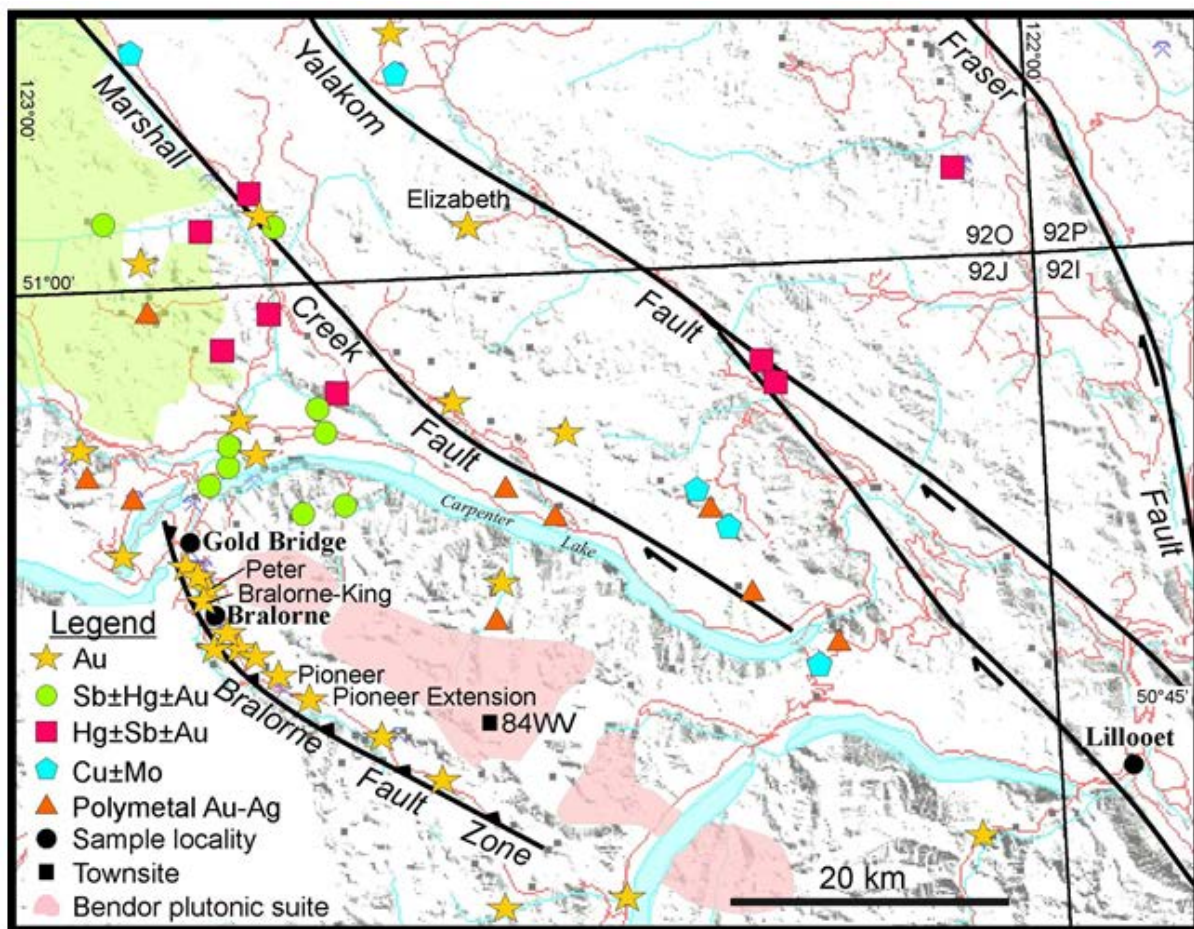 Marshall
Creek
Fault
Yalakom
Fault
Fraser
Fault
122°00'
123°00'
Elizabeth
92O
92P
51°00'
92J
92I
Carpenter
Lake
Gold Bridge
Peter
Bralorne-King
Bralorne
Pioneer
Pioneer Extension
Bralorne
Fault
Zone
84WV
50°45'
Lillooet
20 km
Legend
Au
Sb±Hg±Au
Hg±Sb±Au
Cu±Mo
Polymetal Au-Ag
Sample locality
Townsite
Bendor plutonic suite